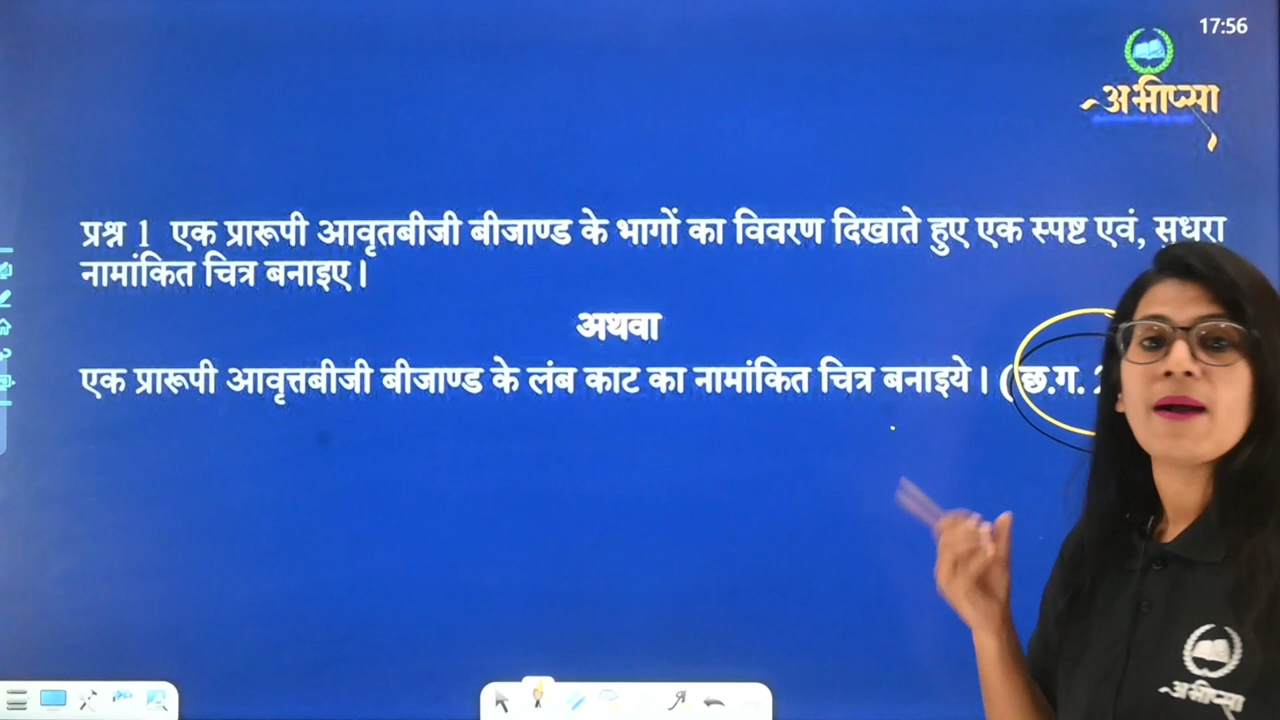 17:56
अभीप्सा
प्रश्न 1 एक प्रारूपी आवृतबीजी बीजाण्ड के भागों का विवरण दिखाते हुए एक स्पष्ट एवं, सुधरा
नामांकित चित्र बनाइए।
अथवा
एक प्रारूपी आवृत्तबीजी बीजाण्ड के लंब काट का नामांकित चित्र बनाइये। (छ.ग.
अभीप्सा